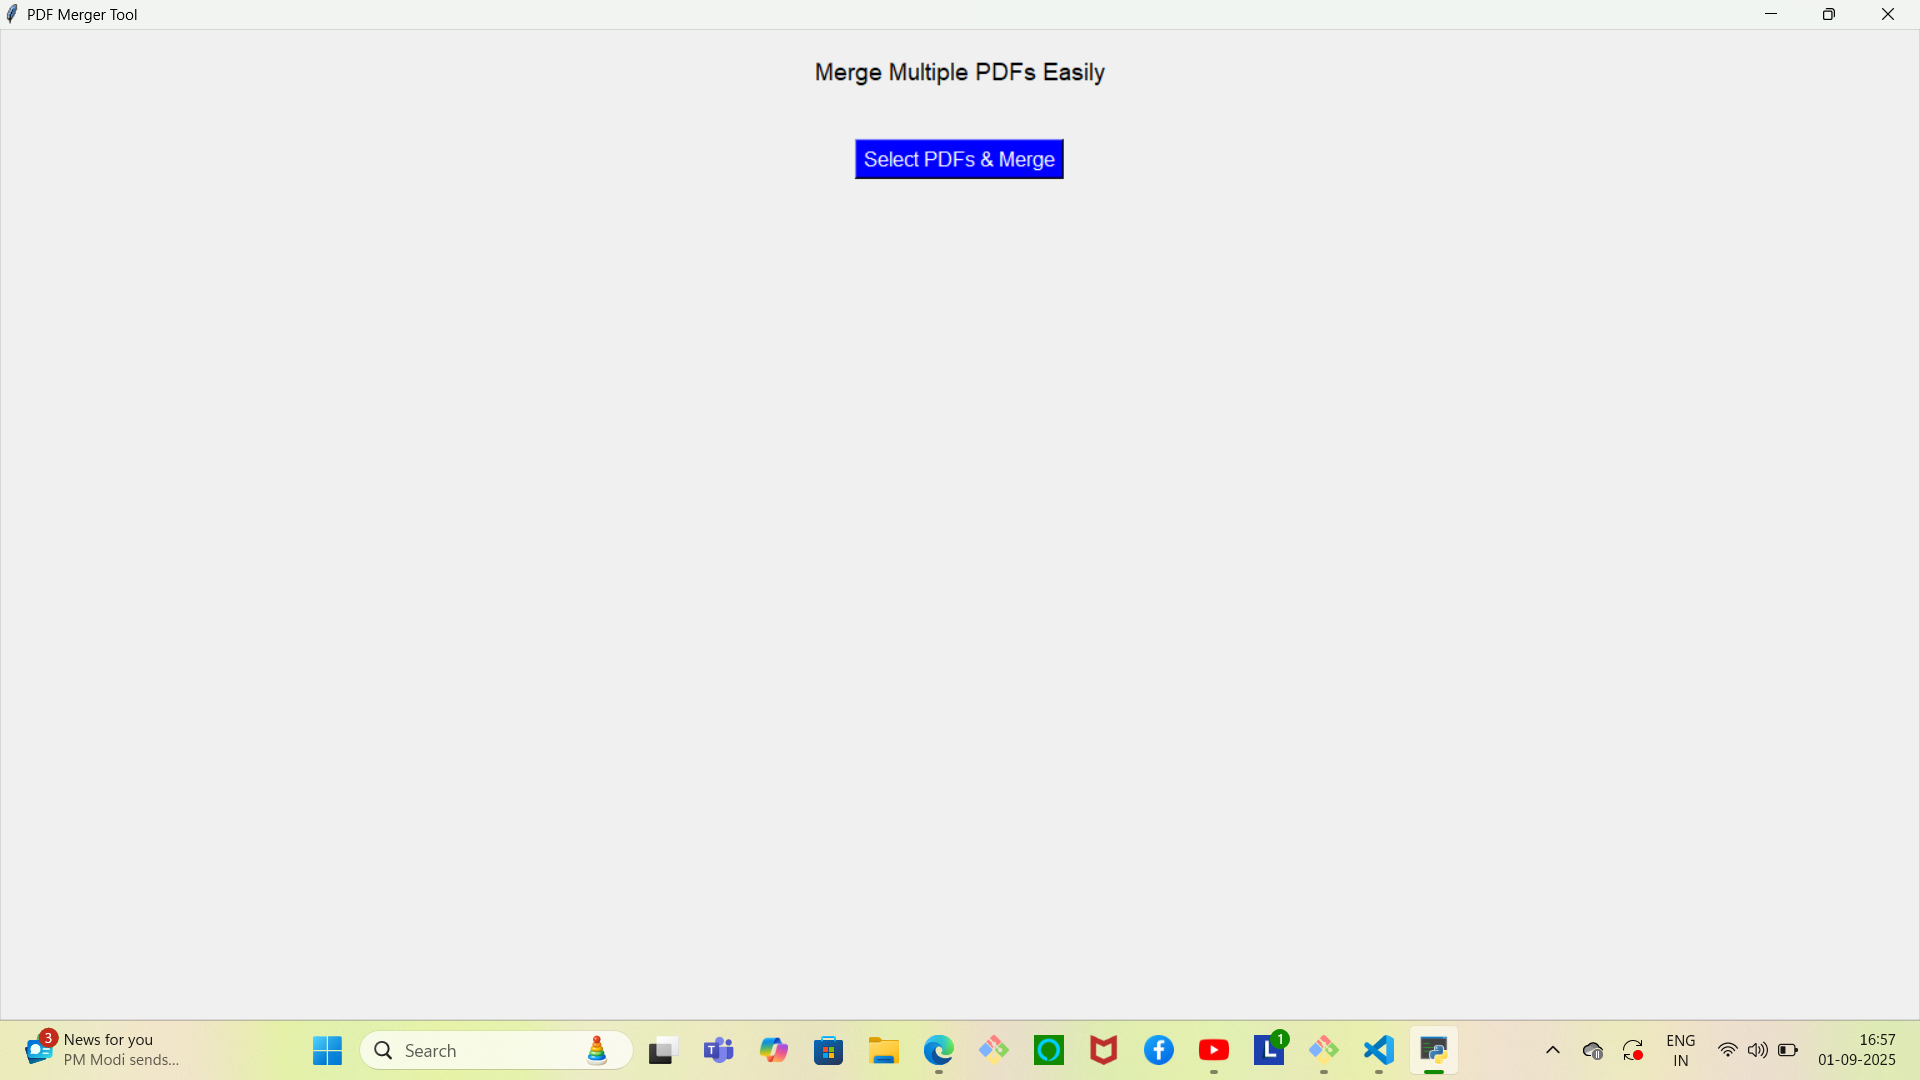 PDF Merger Tool
Merge Multiple PDFs Easily
Select PDFs & Merge
3
News for you
PM Modi sends...
Search
T
L
1
ENG
IN
16:57
01-09-2025